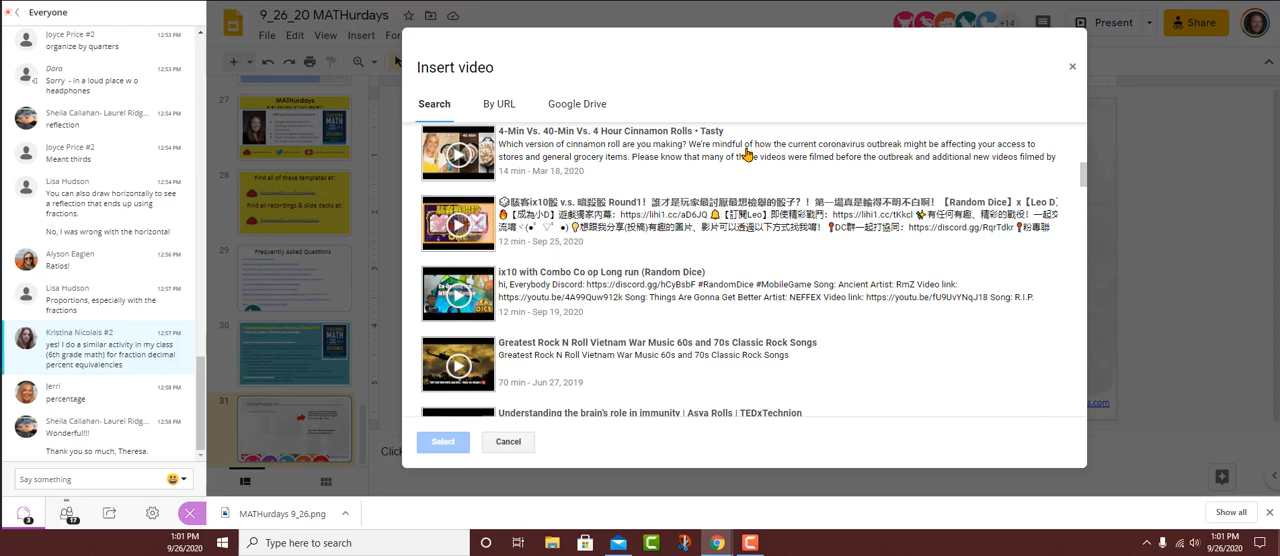 Everyone
Joyce Price #2 12:53 PM
organize by quarters
Dara 12:53 PM
Sorry - in a loud place w o
headphones
Sheila Callahan- Laurel Ridg... 12:54 PM
reflection
Joyce Price #2 12:54 PM
Meant thirds
Lisa Hudson 12:54 PM
You can also draw horizontally to see
a reflection that ends up using
fractions.
No, I was wrong with the horizontal
Alyson Eaglen 12:56 PM
Ratios!
Lisa Hudson 12:57 PM
Proportions, especially with the
fractions
Kristina Nicolais #2 12:57 PM
yes! I do a similar activity in my class
(6th grade math) for fraction decimal
percent equivalencies
Jerri 12:58 PM
percentage
Sheila Callahan- Laurel Ridg... 12:58 PM
Wonderful!!!!
Thank you so much, Theresa.
Say something
3
17
9_26_20 MATHurdays
File Edit View Insert
+14
Present
Share
27
MATHurdays
28
Find all of these templates at:
Find all recordings & slide decks at:
29
Frequently Asked Questions
30
31
Insert video
×
Search By URL Google Drive
4-Min Vs. 40-Min Vs. 4 Hour Cinnamon Rolls • Tasty
Which version of cinnamon roll are you making? We're mindful of how the current coronavirus outbreak might be affecting your access to
stores and general grocery items. Please know that many of the videos were filmed before the outbreak and additional new videos filmed by
14 min - Mar 18, 2020
12 min - Sep 25, 2020
ix10 with Combo Co op Long run (Random Dice)
hi, Everybody Discord: https://discord.gg/hCyBsbF #RandomDice #MobileGame Song: Ancient Artist: RmZ Video link:
https://youtu.be/4A99Quw912k Song: Things Are Gonna Get Better Artist: NEFFEX Video link: https://youtu.be/fU9UvYNqJ18 Song: R.I.P.
12 min - Sep 19, 2020
Greatest Rock N Roll Vietnam War Music 60s and 70s Classic Rock Songs
Greatest Rock N Roll Vietnam War Music 60s and 70s Classic Rock Songs
70 min - Jun 27, 2019
Understanding the brain's role in immunity | Asya Rolls | TEDxTechnion
Select Cancel
Clic
MATHurdays 9_26.png
Show all
1:01 PM
9/26/2020
Type here to search
1:01 PM
9/26/2020